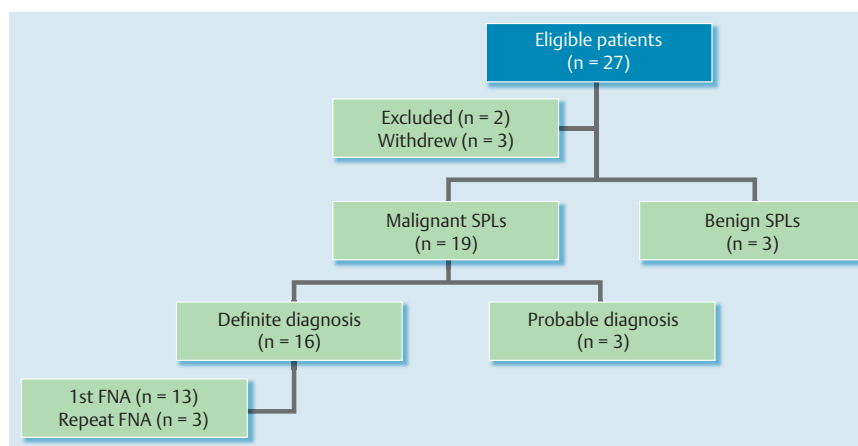 Eligible patients
(n = 27)
Excluded (n = 2)
Withdrew (n = 3)
Malignant SPLs
(n = 19)
Benign SPLs
(n = 3)
Definite diagnosis
(n = 16)
Probable diagnosis
(n = 3)
1st FNA (n = 13)
Repeat FNA (n = 3)